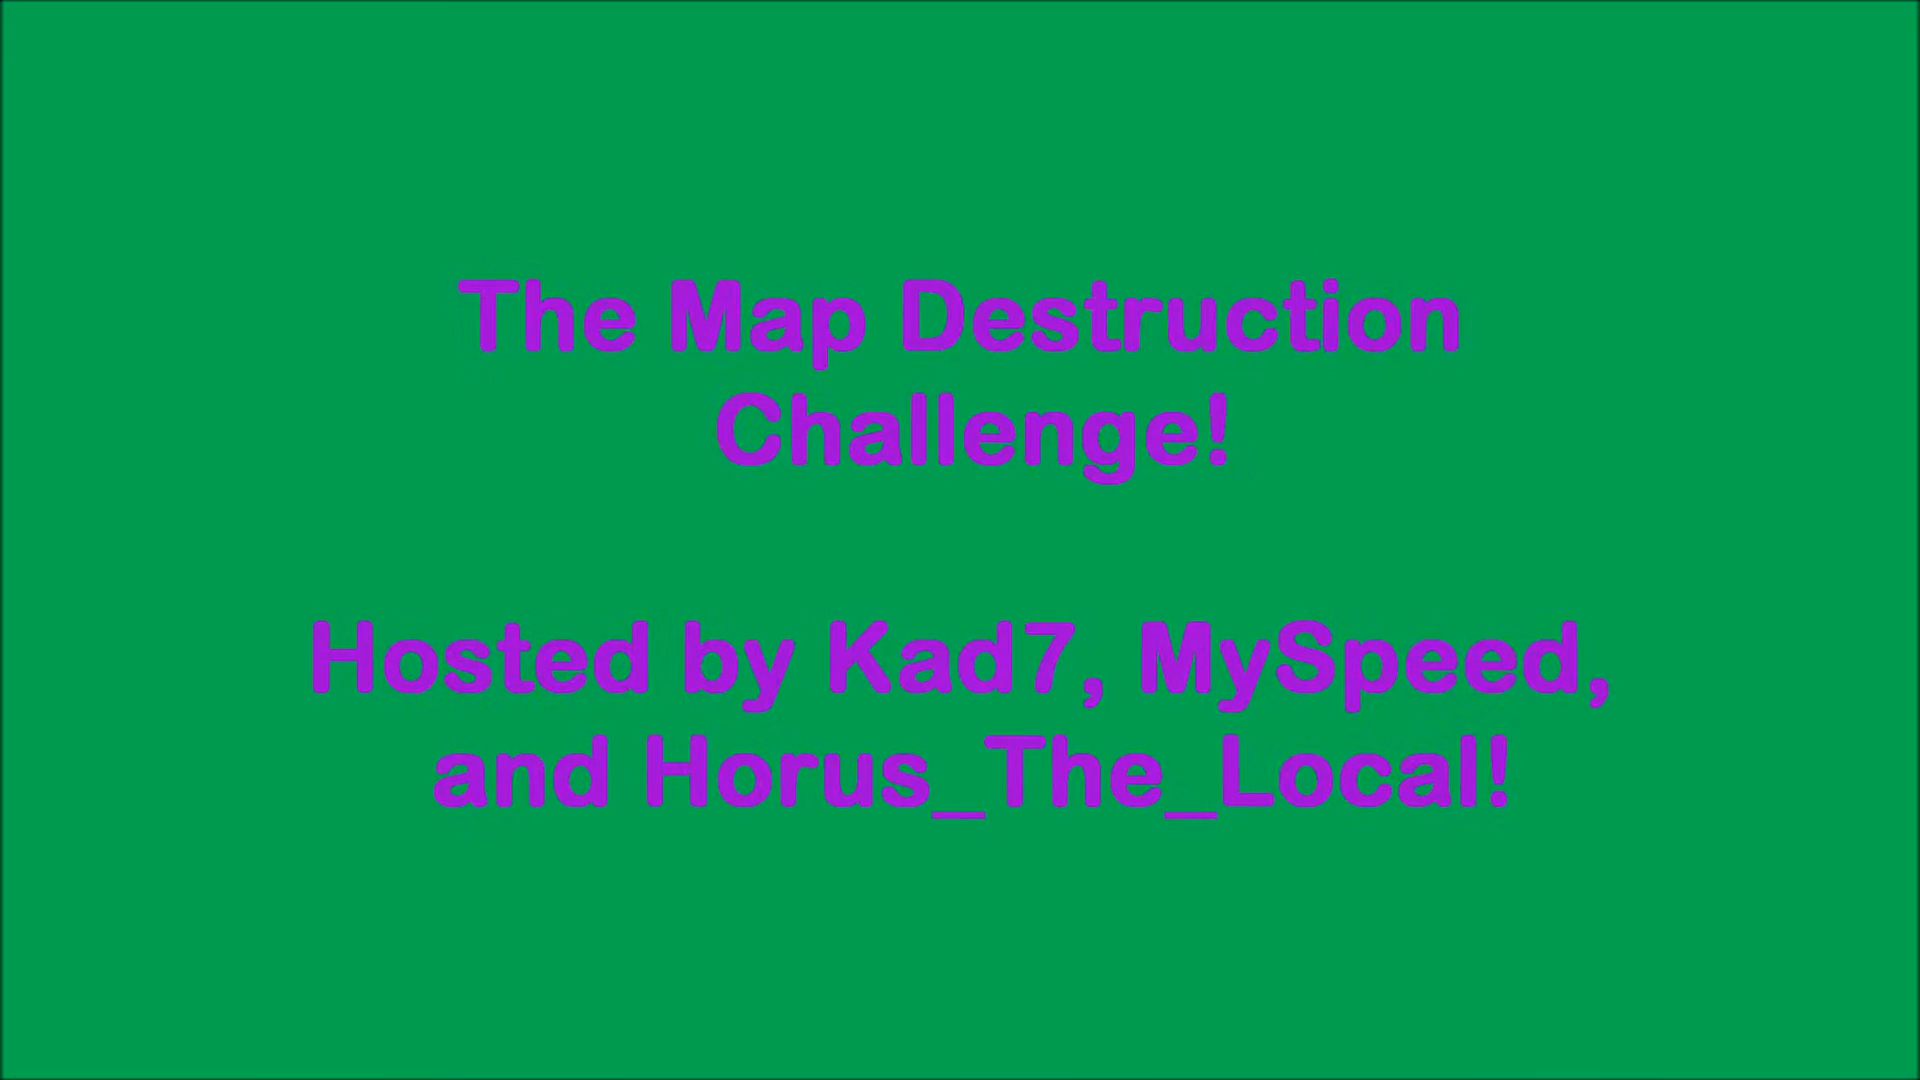 The Map Destruction
Challenge!
Hosted by Kad7, MySpeed,
and Horus_The_Local!